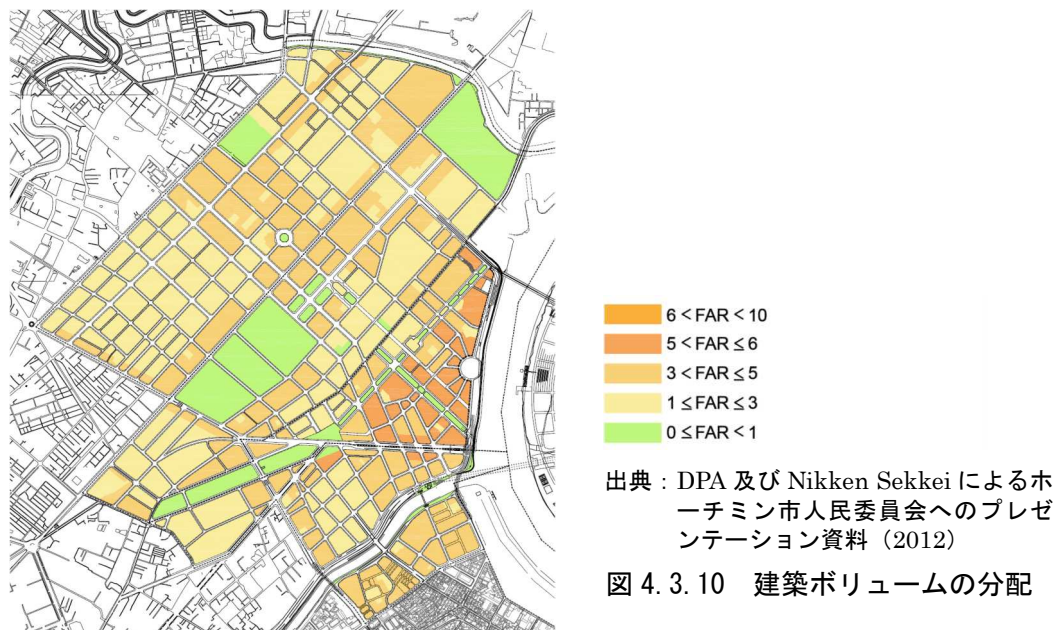 6 < FAR < 10
5 < FAR ≤ 6
3 < FAR ≤ 5
1 ≤ FAR ≤ 3
0 ≤ FAR < 1
出典：DPA 及び Nikken Sekkei によるホ
ーチミン市人民委員会へのプレゼ
ンテーション資料（2012）
図 4.3.10　建築ボリュームの分配